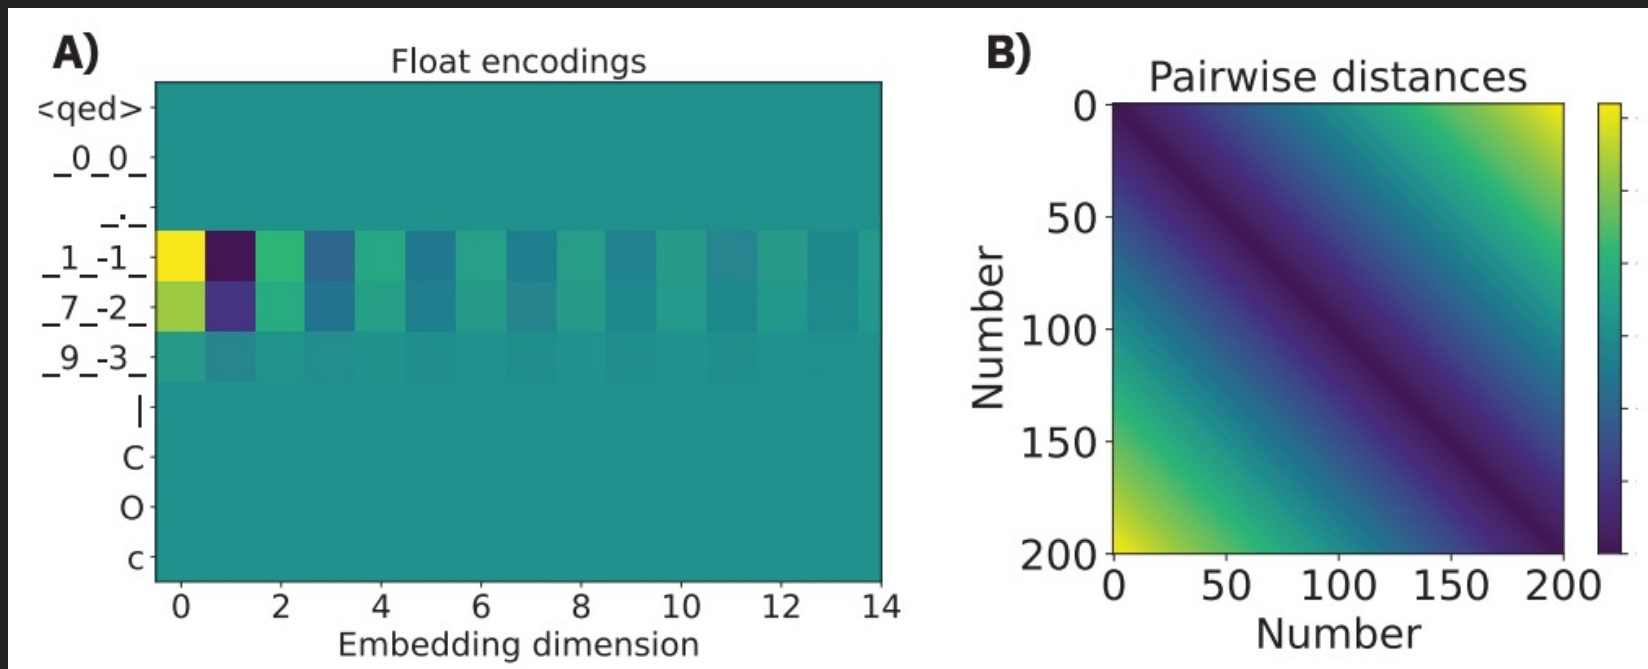 A)
Float encodings
<qed>
_0_0_
_._
_1_-1_
_7_-2_
_9_-3_
|
C
O
c
0 2 4 6 8 10 12 14
Embedding dimension
B)
Pairwise distances
0
50
100
150
200
Number
0 50 100 150 200
Number